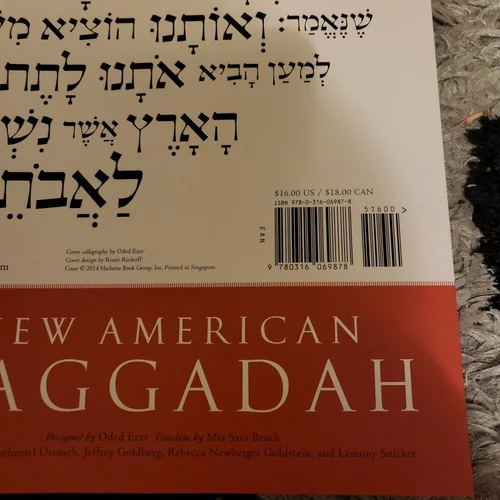 שֶׁנֶּאֱמַר: וְאוֹתָנוּ הוֹצִיא
לְמַעַן הָבִיא אֹתָנוּ לָתֶת
הָאָרֶץ אֲשֶׁר
$16.00 US / $18.00 CAN
ISBN 978-0-316-06987-8
51600 >
EAN
9 780316 069878
Cover calligraphy by Oded Ezer
Cover design by Renée Rockoff
Cover © 2014 Hachette Book Group, Inc. Printed in Singapore
NEW AMERICAN
AGGADAH
Designed by Oded Ezer Timeline by Mia Sara Bruch
Deutsch, Jeffrey Goldberg, Rebecca Newberger Goldstein, and Lemony Snicket